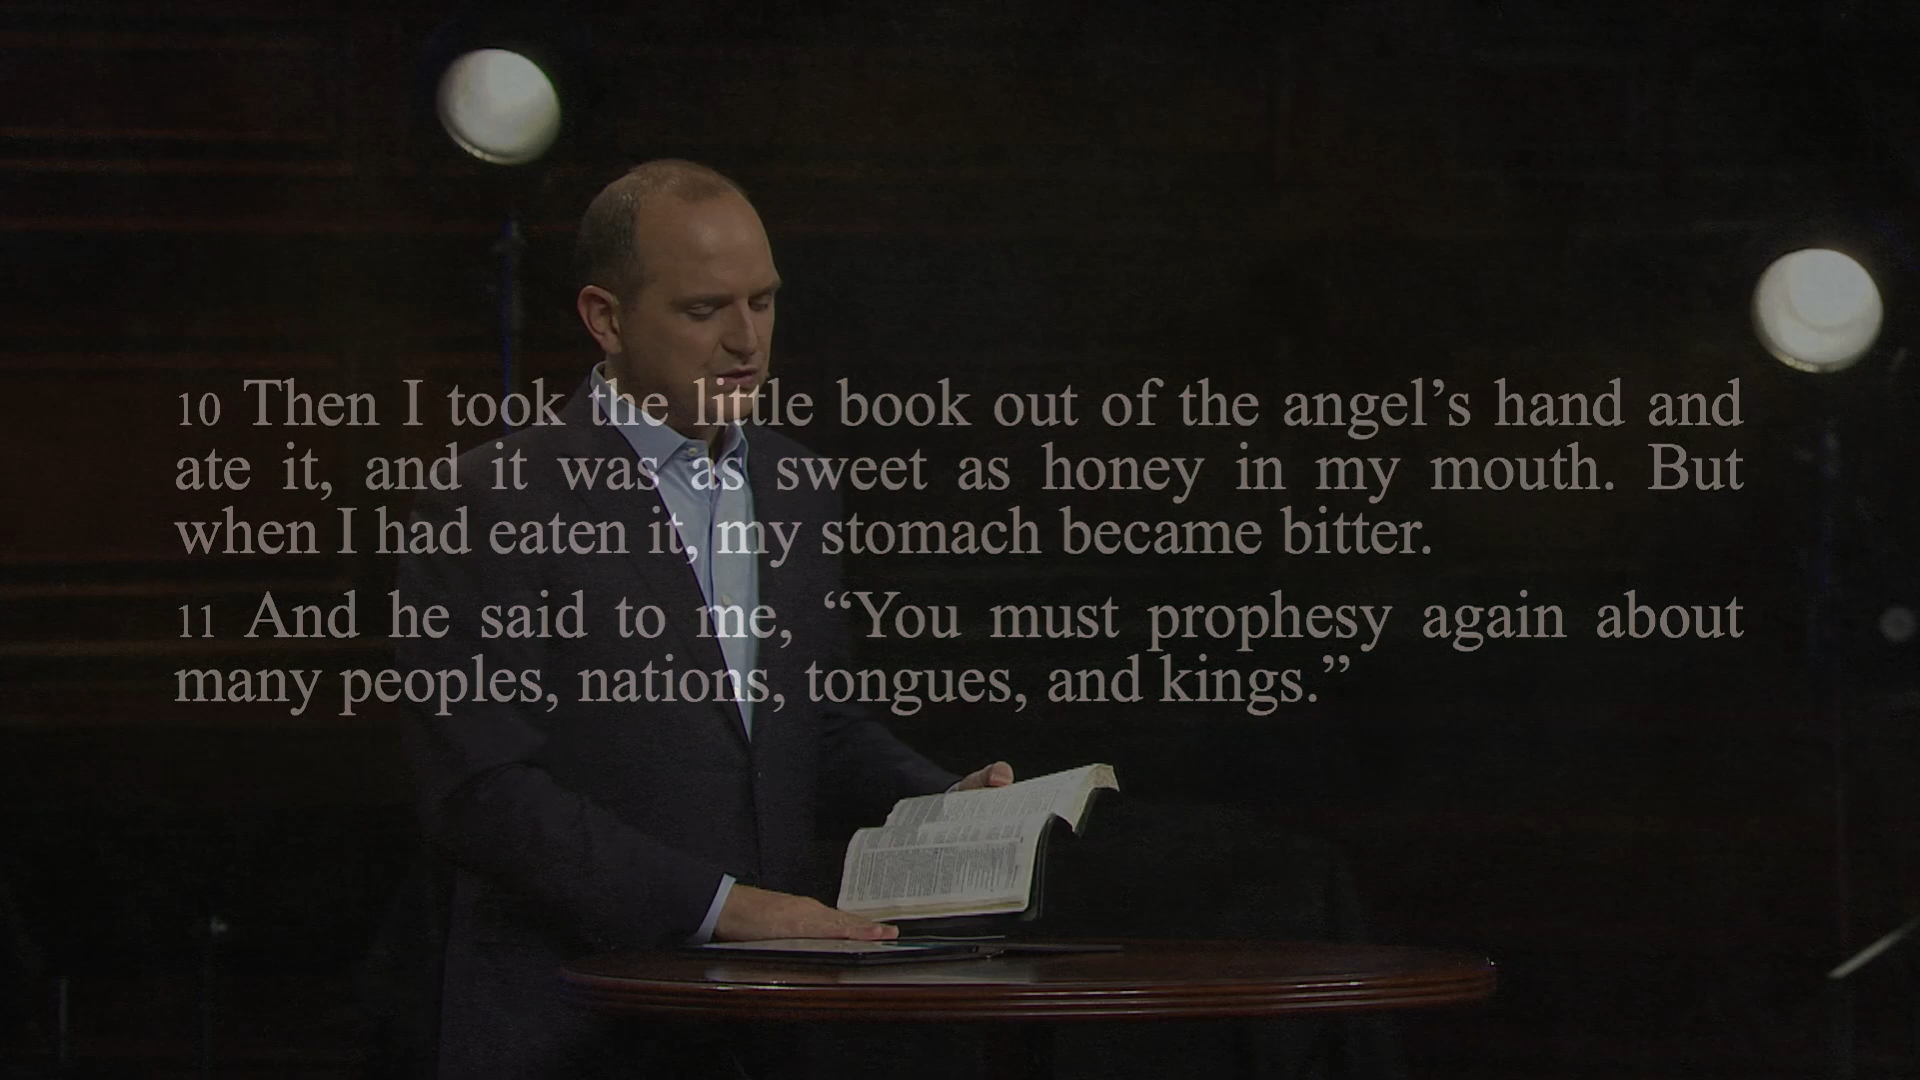 10 Then I took the little book out of the angel’s hand and
ate it, and it was as sweet as honey in my mouth. But
when I had eaten it, my stomach became bitter.
11 And he said to me, “You must prophesy again about
many peoples, nations, tongues, and kings.”